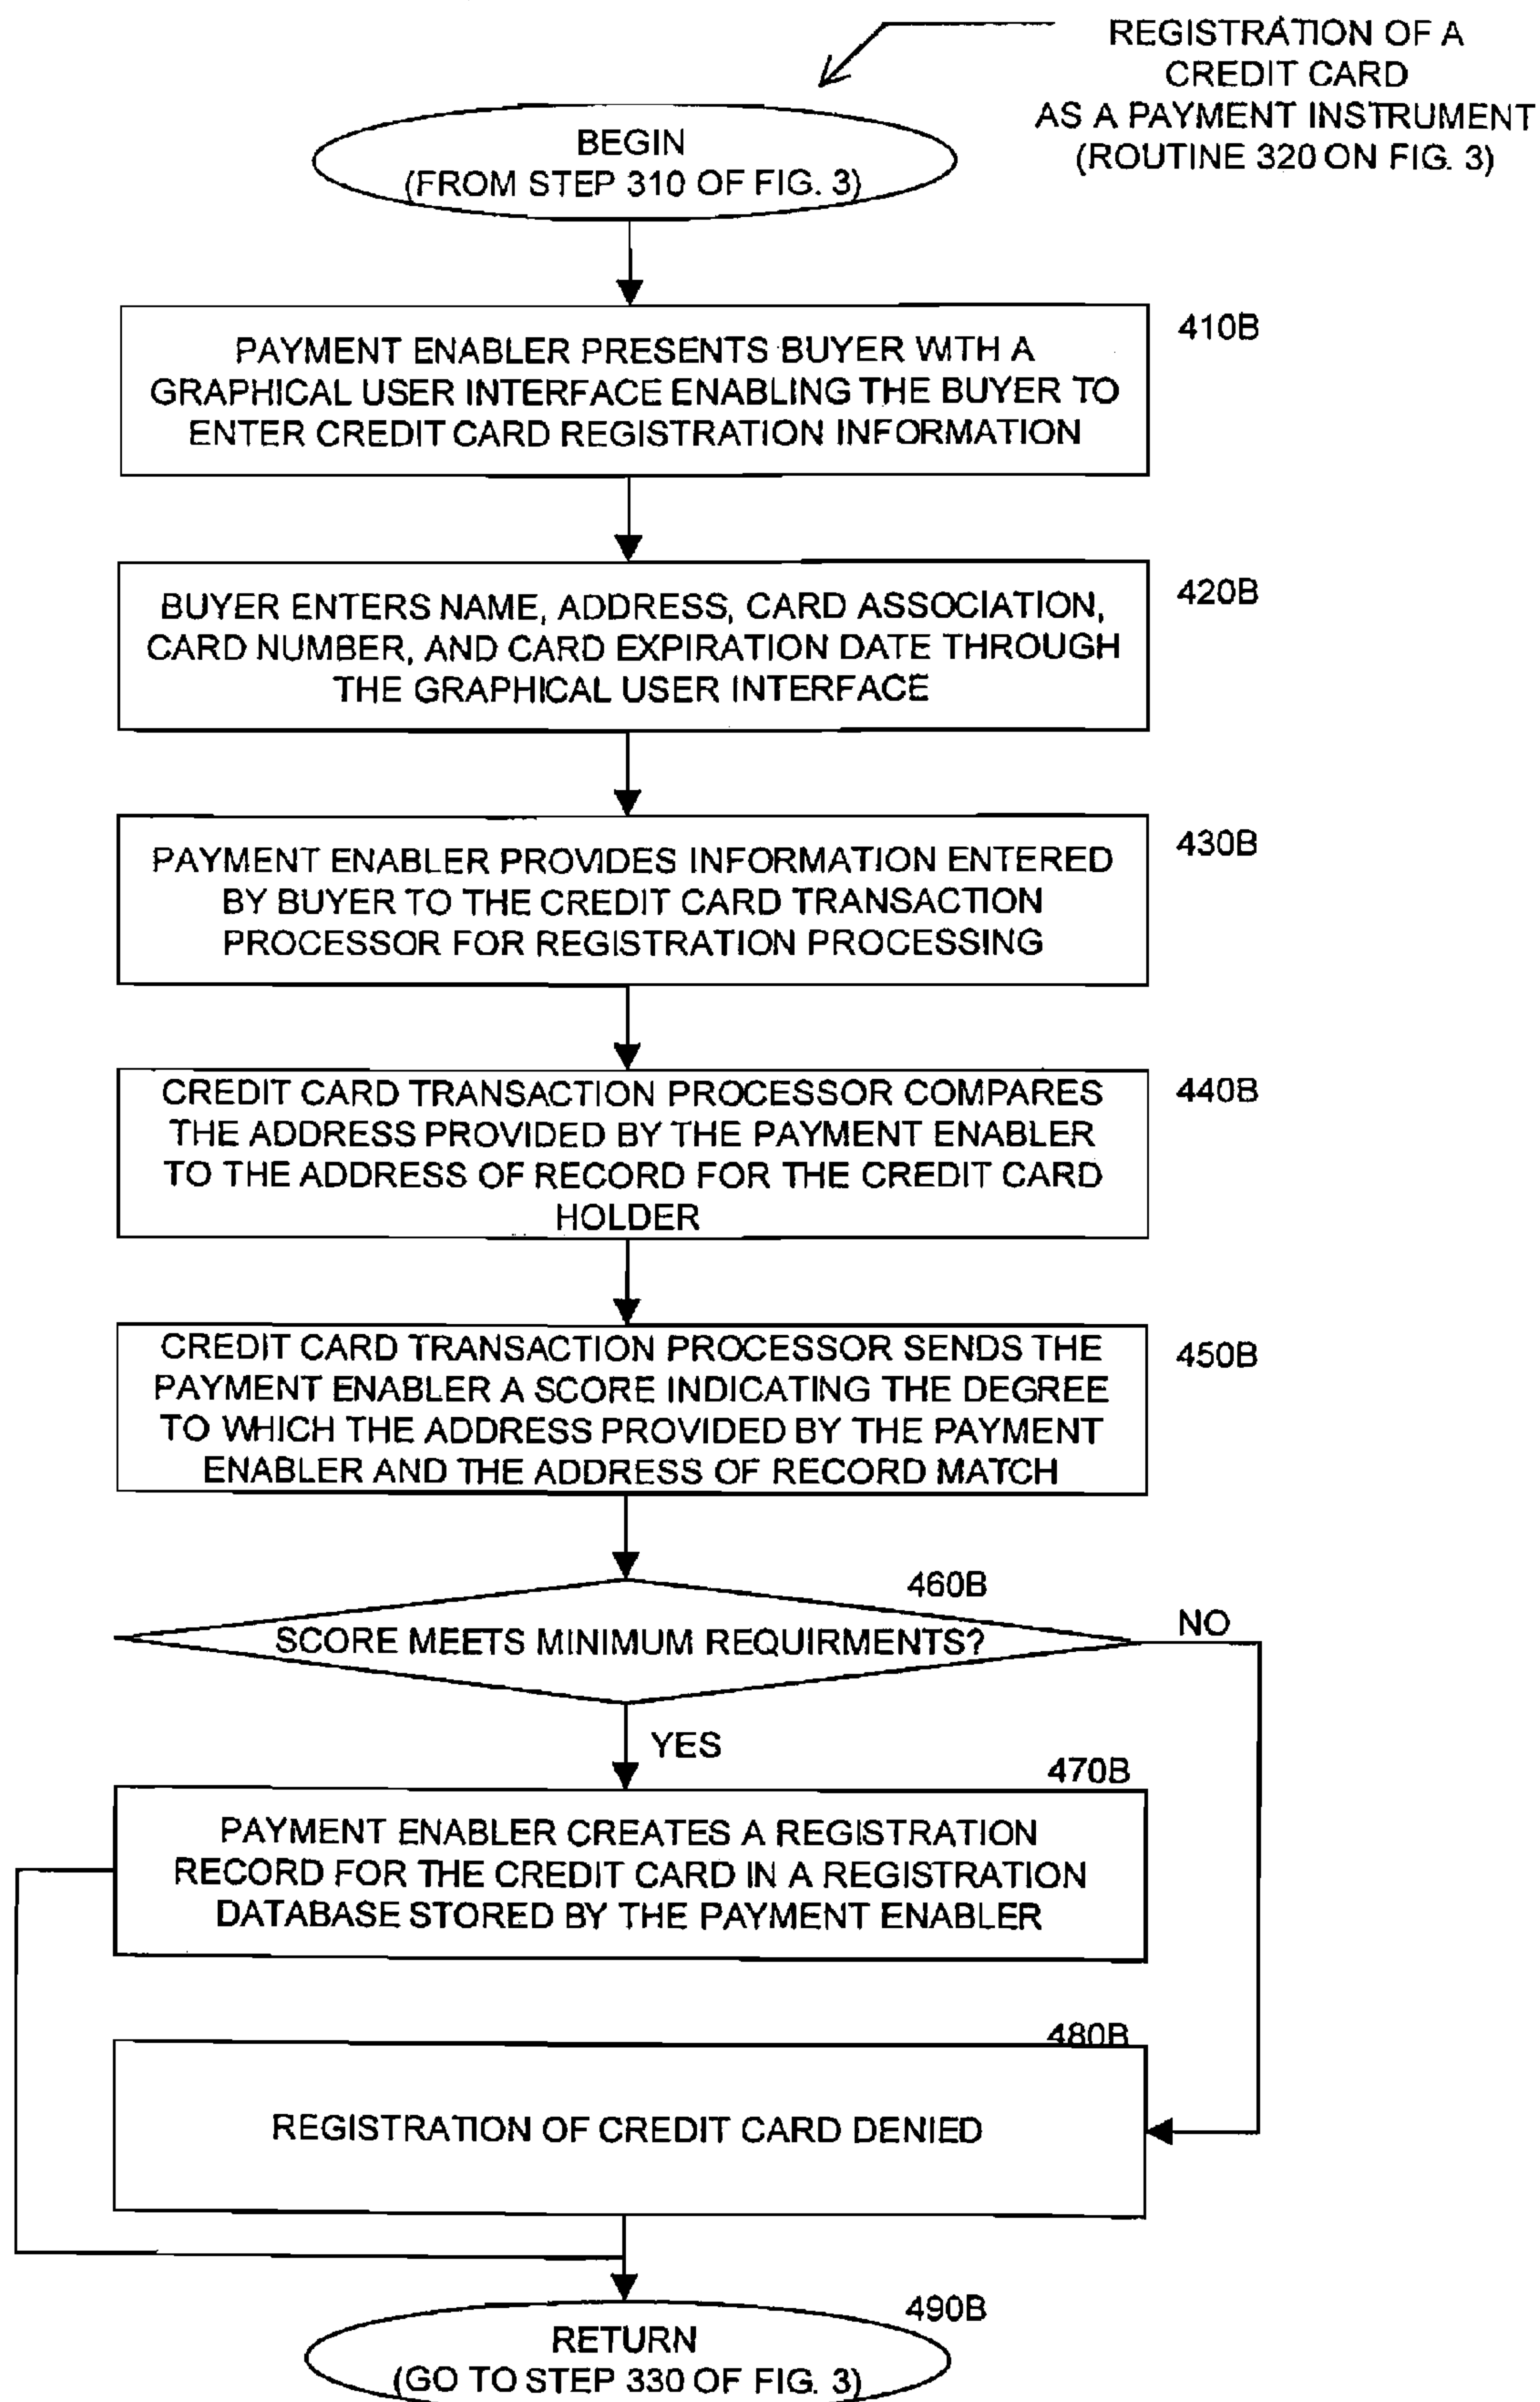 REGISTRATION OF A
CREDIT CARD
AS A PAYMENT INSTRUMENT
(ROUTINE 320 ON FIG. 3)
BEGIN
(FROM STEP 310 OF FIG. 3)
410B
PAYMENT ENABLER PRESENTS BUYER WITH A
GRAPHICAL USER INTERFACE ENABLING THE BUYER TO
ENTER CREDIT CARD REGISTRATION INFORMATION
420B
BUYER ENTERS NAME, ADDRESS, CARD ASSOCIATION,
CARD NUMBER, AND CARD EXPIRATION DATE THROUGH
THE GRAPHICAL USER INTERFACE
430B
PAYMENT ENABLER PROVIDES INFORMATION ENTERED
BY BUYER TO THE CREDIT CARD TRANSACTION
PROCESSOR FOR REGISTRATION PROCESSING
440B
CREDIT CARD TRANSACTION PROCESSOR COMPARES
THE ADDRESS PROVIDED BY THE PAYMENT ENABLER
TO THE ADDRESS OF RECORD FOR THE CREDIT CARD
HOLDER
450B
CREDIT CARD TRANSACTION PROCESSOR SENDS THE
PAYMENT ENABLER A SCORE INDICATING THE DEGREE
TO WHICH THE ADDRESS PROVIDED BY THE PAYMENT
ENABLER AND THE ADDRESS OF RECORD MATCH
460B
SCORE MEETS MINIMUM REQUIRMENTS?
NO
YES
470B
PAYMENT ENABLER CREATES A REGISTRATION
RECORD FOR THE CREDIT CARD IN A REGISTRATION
DATABASE STORED BY THE PAYMENT ENABLER
480B
REGISTRATION OF CREDIT CARD DENIED
490B
RETURN
(GO TO STEP 330 OF FIG. 3)